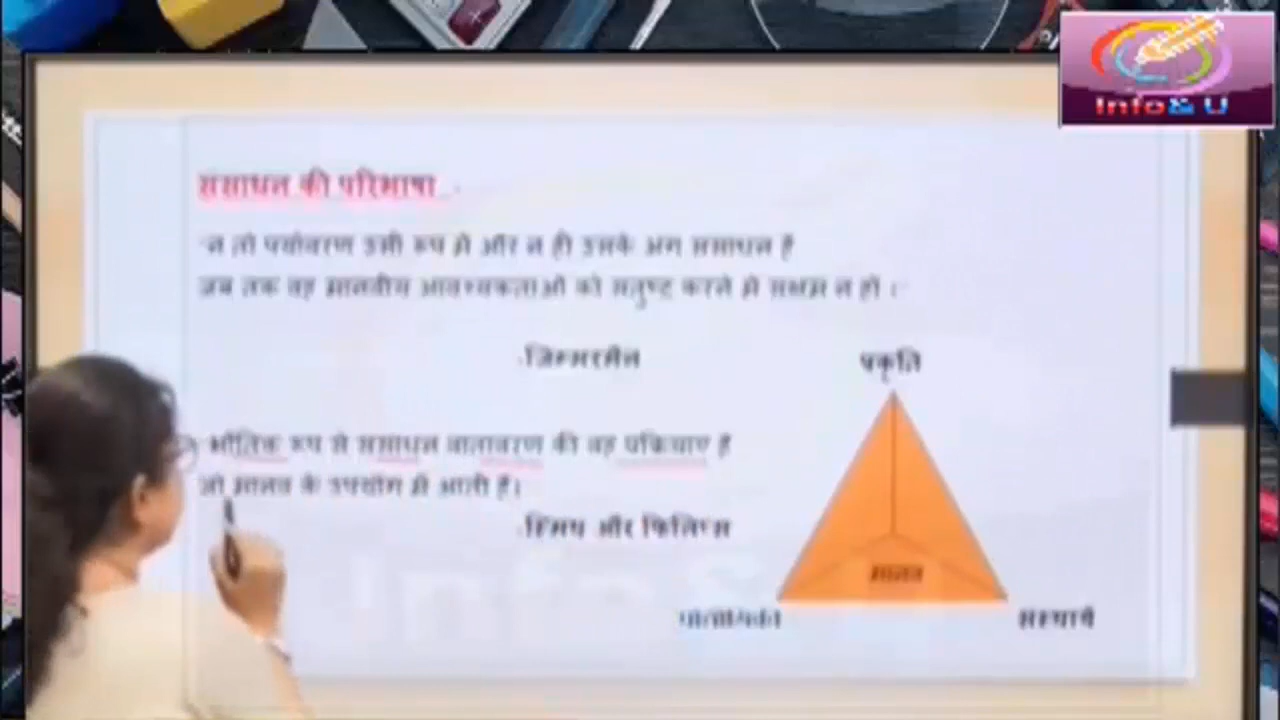 Info & U
संसाधन की परिभाषा -
न तो पर्यावरण उसी रूप में और न ही उसके अंग संसाधन है
जब तक वह मानवीय आवश्यकताओं को संतुष्ट करने में सक्षम न हो।
-जिम्मरमैन
प्रकृति
भौतिक रूप से संसाधन वातावरण की वह प्रक्रियाएं हैं
जो मानव के उपयोग में आती हैं।
-स्मिथ और फिलिप्स
मानव
संस्थायें